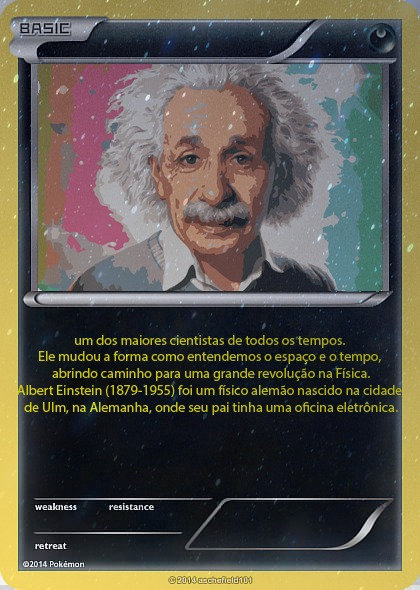 BASIC
um dos maiores cientistas de todos os tempos.
Ele mudou a forma como entendemos o espaço e o tempo,
abrindo caminho para uma grande revolução na Física.
Albert Einstein (1879-1955) foi um físico alemão nascido na cidade
de Ulm, na Alemanha, onde seu pai tinha uma oficina eletrônica.
weakness resistance
retreat
©2014 Pokémon
©2014 aschefield101